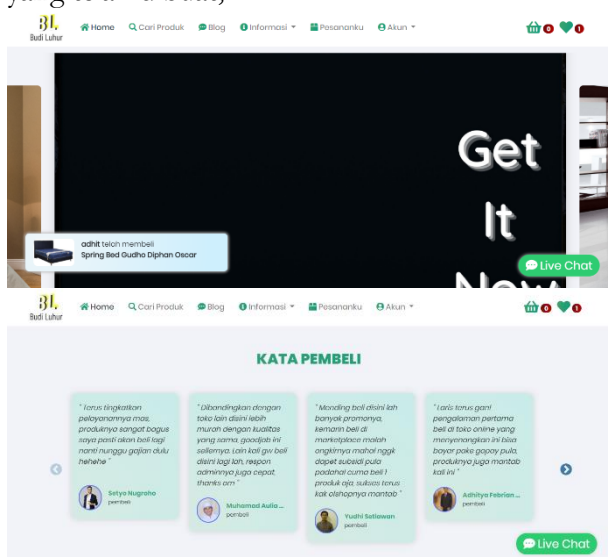 BL
Budi Luhur
Home Cari Produk Blog Informasi Pesananku Akun 0 1
Get
It
Now
adhit telah membeli
Spring Bed Gudho Diphan Oscar
Live Chat
BL
Budi Luhur
Home Cari Produk Blog Informasi Pesananku Akun 0 1
KATA PEMBELI
" Terus tingkatkan
pelayanannya mas,
produknya sangat bagus
saya pasti akan beli lagi
nanti nunggu gajian dulu
hehehe "
Setyo Nugroho
pembeli
" Dibandingkan dengan
toko lain disini lebih
murah dengan kualitas
yang sama, goodjob ini
sellernya. Lain kali gw beli
disini lagi lah, respon
adminnya juga cepat,
thanks om "
Muhamad Aulia ...
pembeli
" Mending beli disini lah
banyak promonya,
kemarin beli di
marketplace malah
ongkirnya mahal nggk
dapet subsidi pula
padahal cuma beli 1
produk aja, sukses terus
kak olshopnya mantab "
Yudhi Setiawan
pembeli
" Laris terus gan!
pengalaman pertama
beli di toko online yang
menyenangkan ini bisa
bayar pake gopay pula,
produknya juga mantab
kali ini "
Adhitya Febrian ...
pembeli
Live Chat